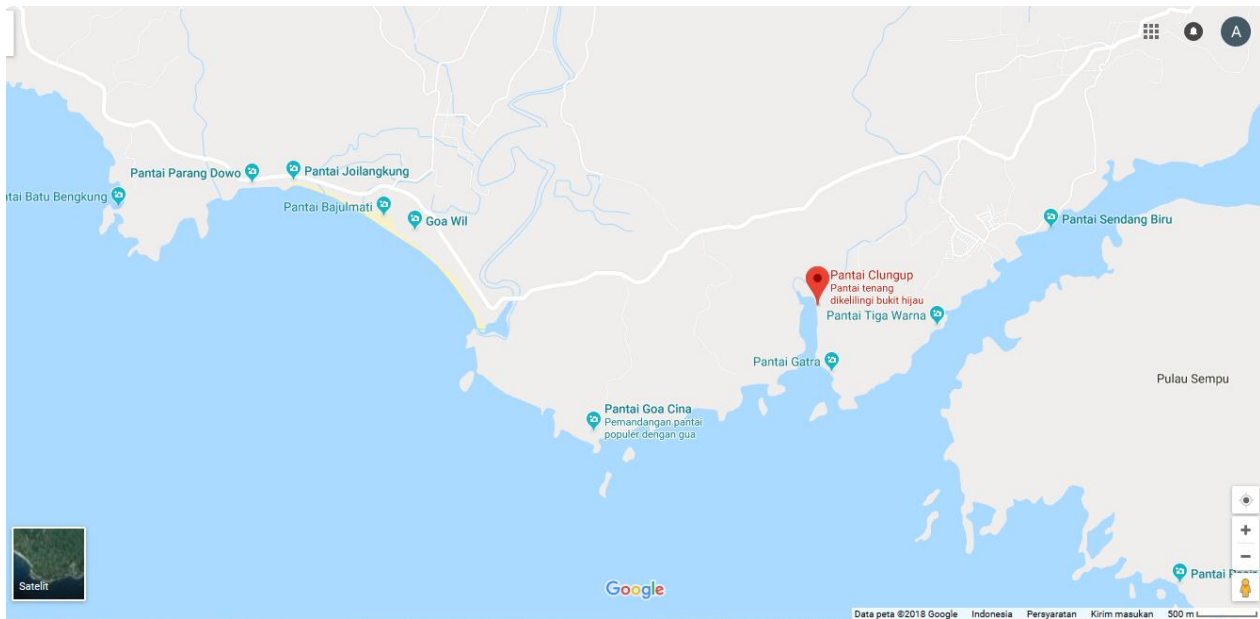 A
Pantai Parang Dowo
Pantai Joilangkung
tai Batu Bengkung
Pantai Bajulmati
Goa Wil
Pantai Sendang Biru
Pantai Clungup
Pantai tenang
dikelilingi bukit hijau
Pantai Tiga Warna
Pantai Gatra
Pulau Sempu
Pantai Goa Cina
Pemandangan pantai
populer dengan gua
Pantai
Satelit
Google
Data peta ©2018 Google Indonesia Persyaratan Kirim masukan 500 m